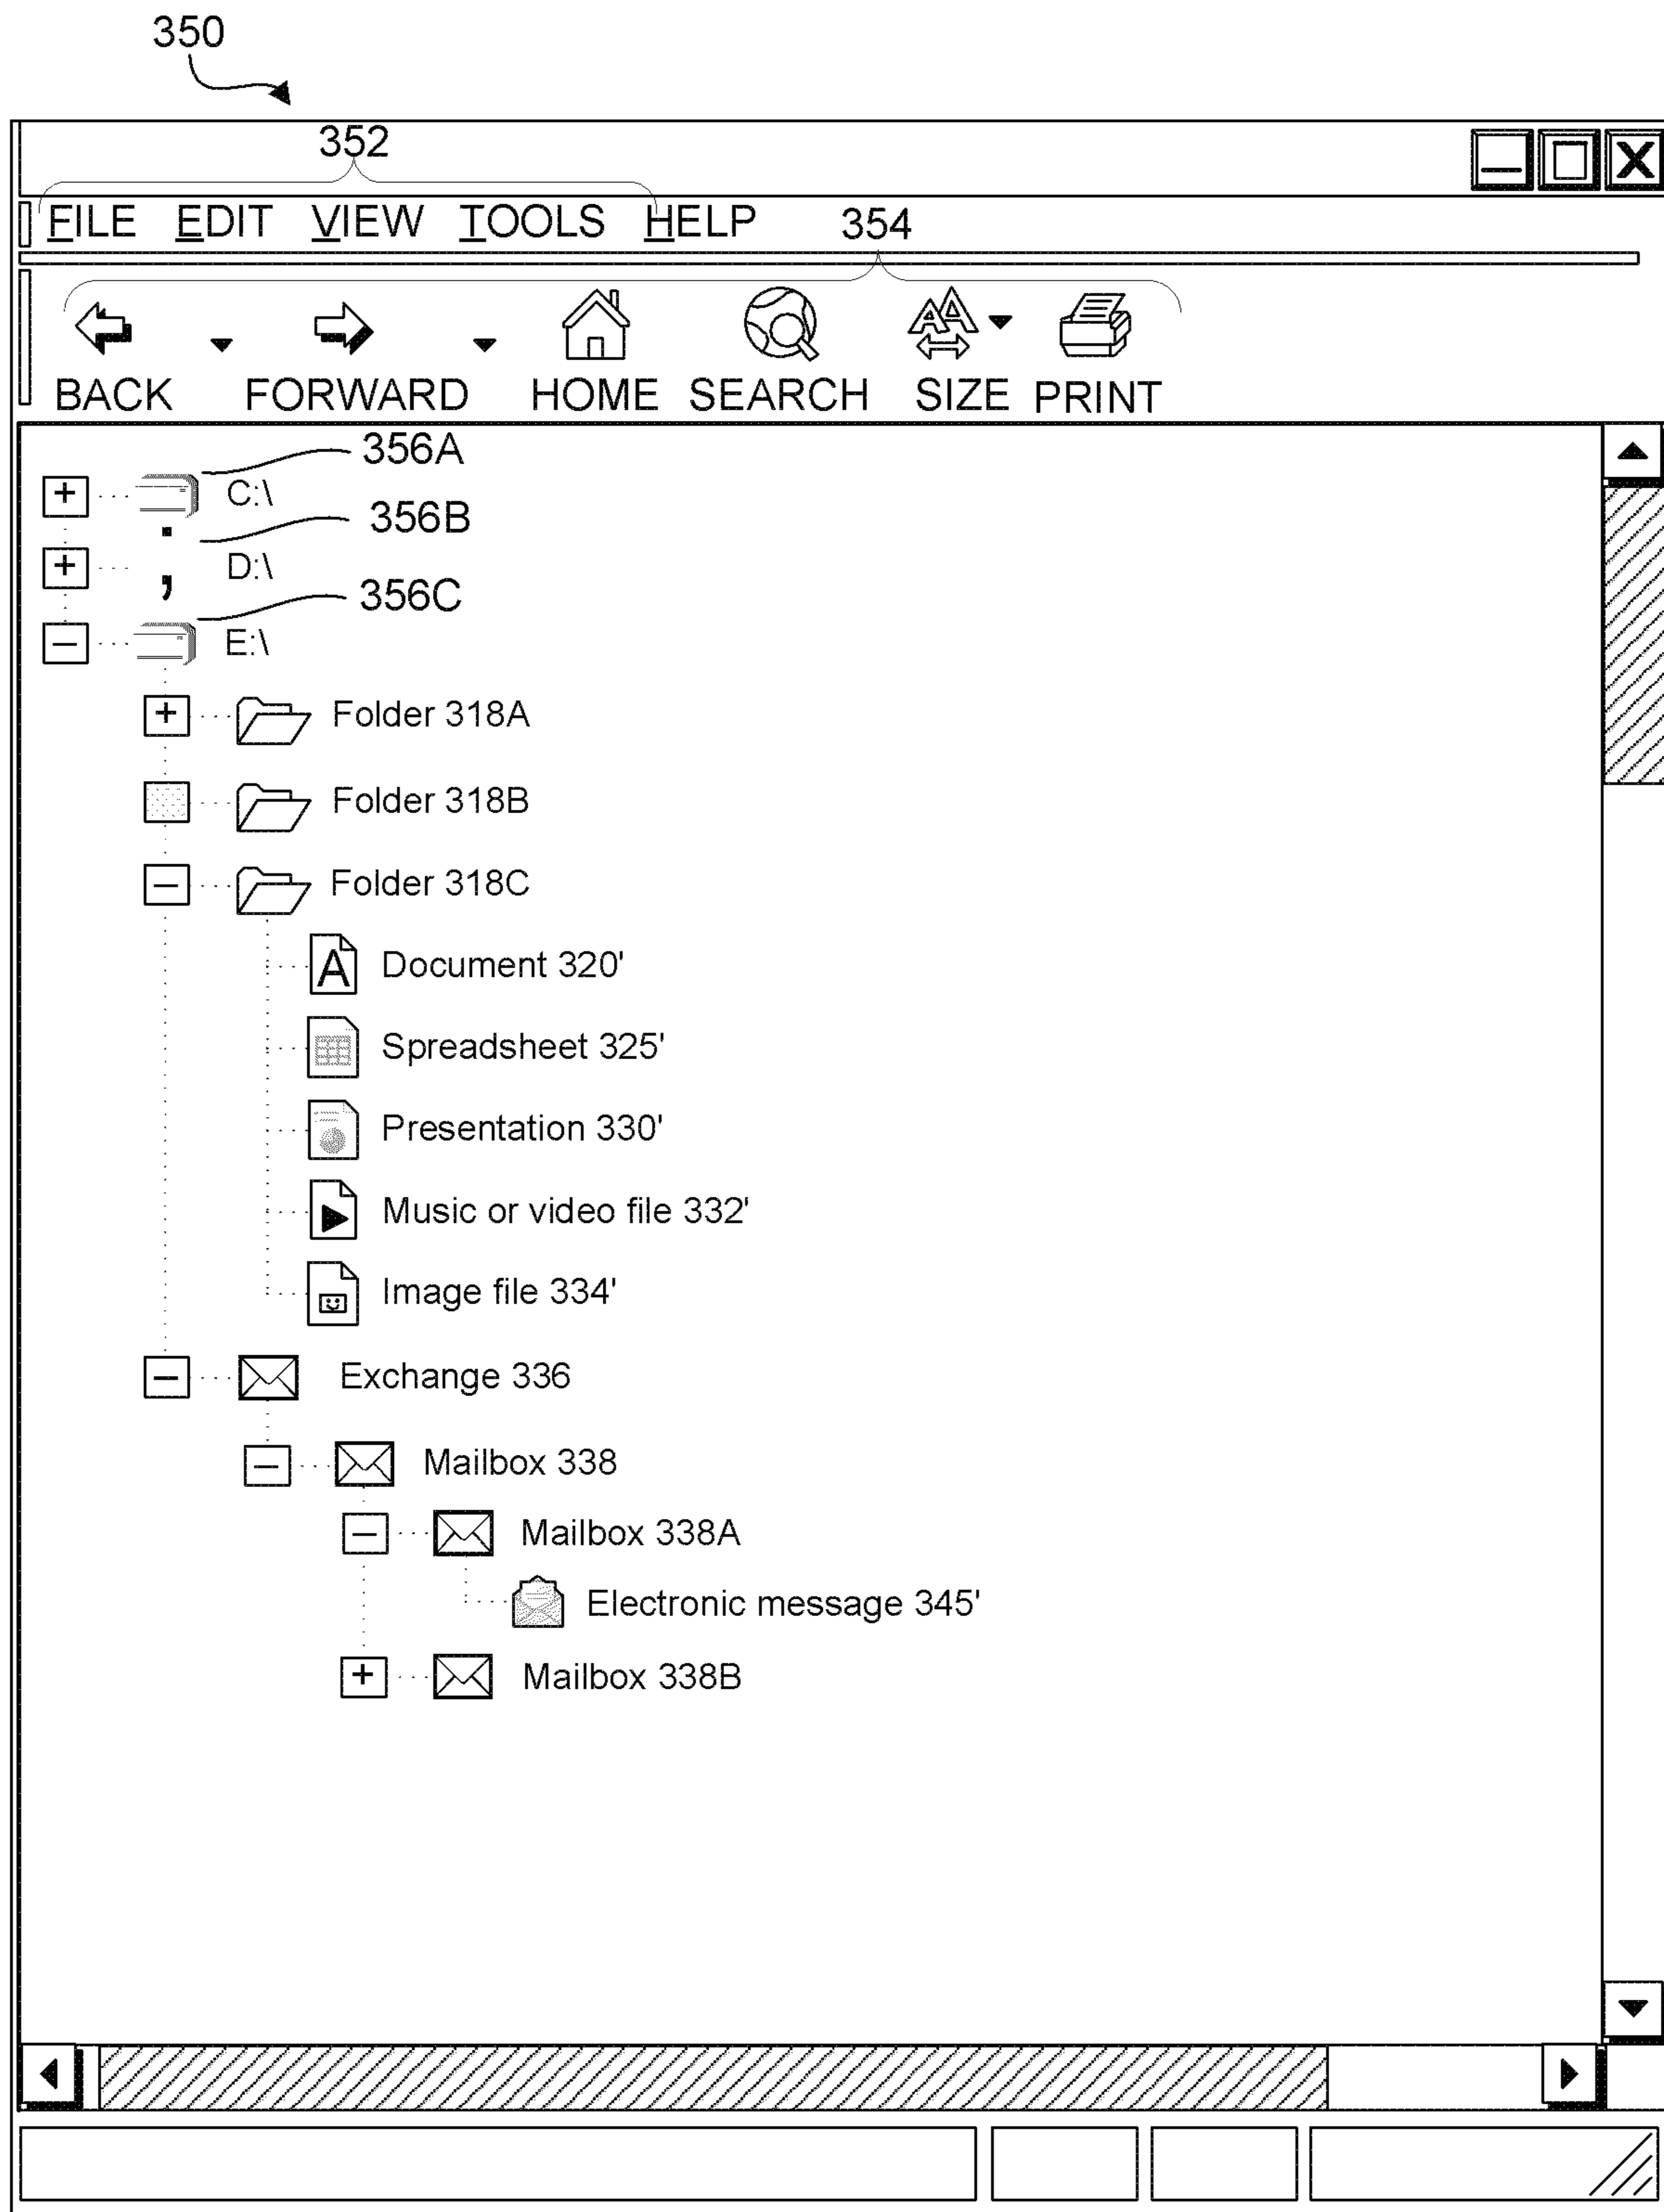 350
352
FILE EDIT VIEW TOOLS HELP 354
BACK FORWARD HOME SEARCH SIZE PRINT
356A
C:\
356B
D:\
356C
E:\
Folder 318A
Folder 318B
Folder 318C
A Document 320'
Spreadsheet 325'
Presentation 330'
Music or video file 332'
Image file 334'
Exchange 336
Mailbox 338
Mailbox 338A
Electronic message 345'
Mailbox 338B